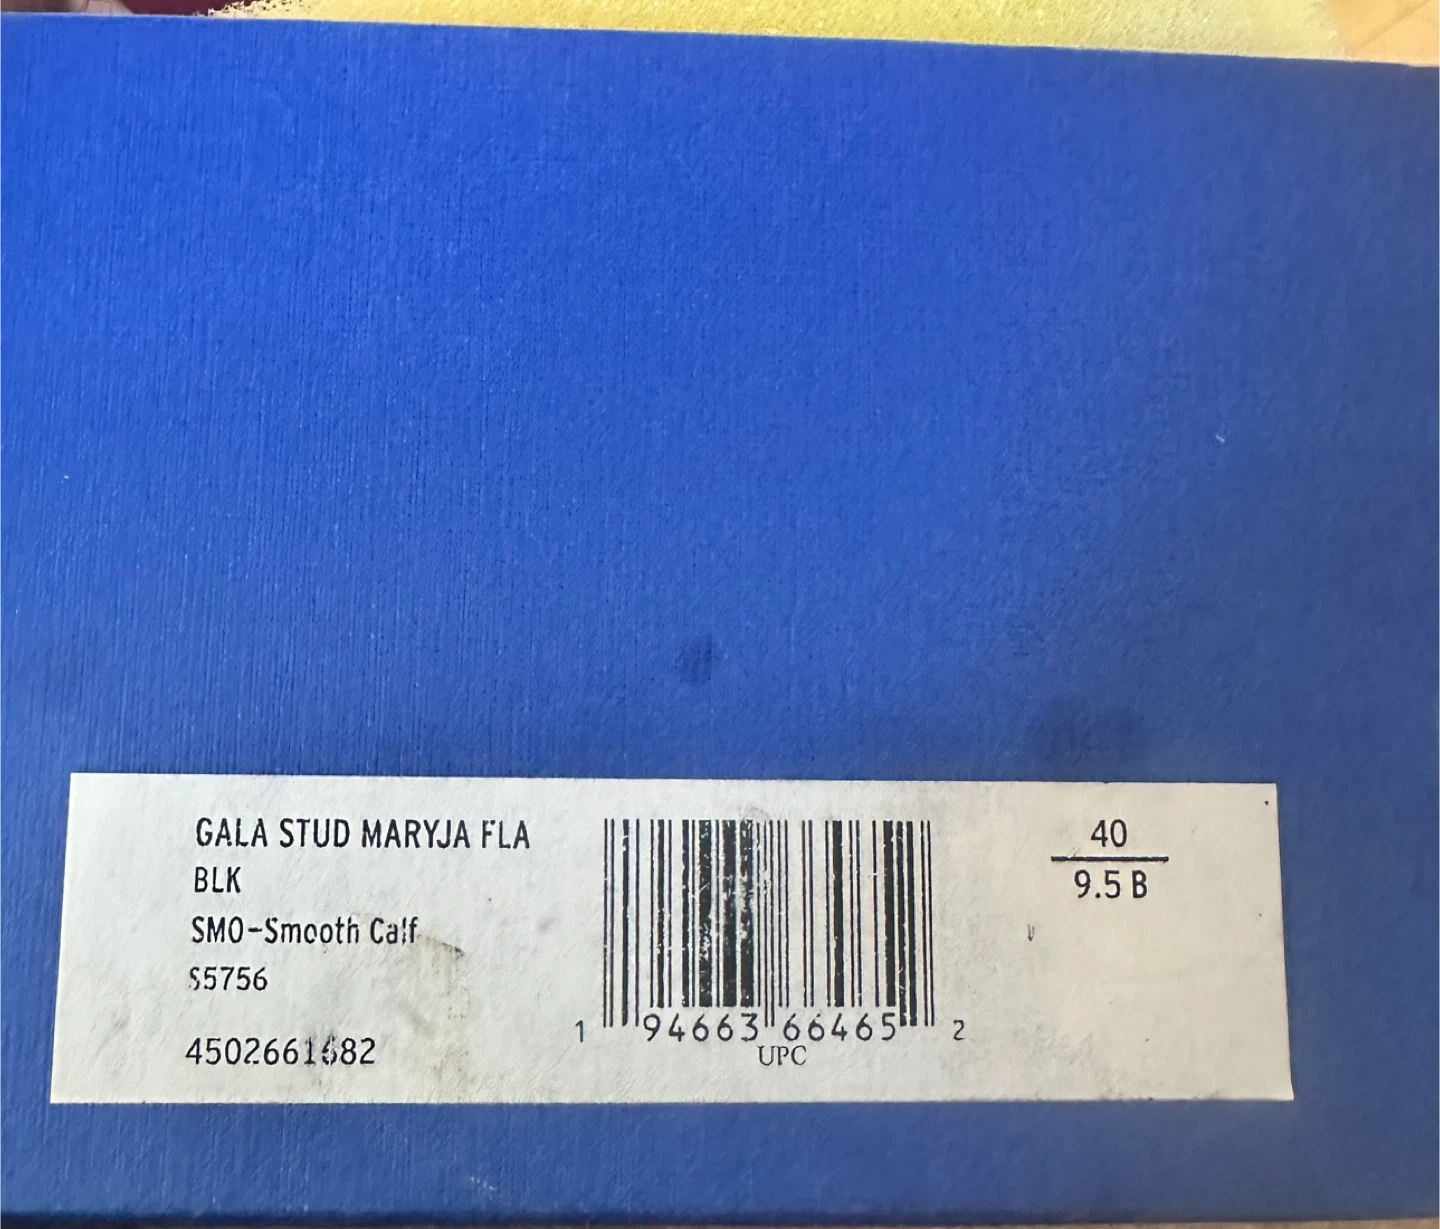 GALA STUD MARYJA FLA
BLK
SMO-Smooth Calf
S5756
4502661682
1 94663 66465 2
UPC
40
9.5 B